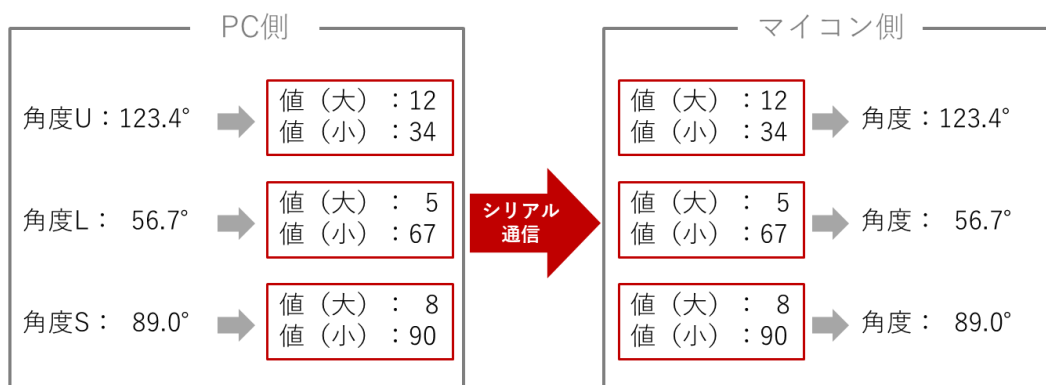 PC側
マイコン側
角度U：123.4°
値（大）：12
値（小）：34
値（大）：12
値（小）：34
角度：123.4°
角度L： 56.7°
値（大）： 5
値（小）：67
シリアル
通信
値（大）： 5
値（小）：67
角度： 56.7°
角度S： 89.0°
値（大）： 8
値（小）：90
値（大）： 8
値（小）：90
角度： 89.0°